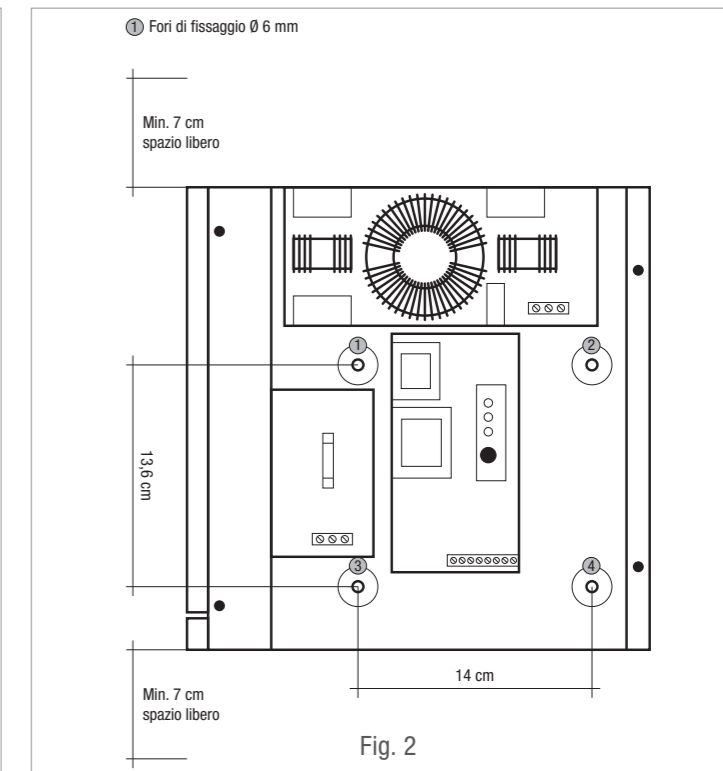 1 Fori di fissaggio Ø 6 mm
Min. 7 cm
spazio libero
1
2
13,6 cm
3
4
14 cm
Min. 7 cm
spazio libero
Fig. 2